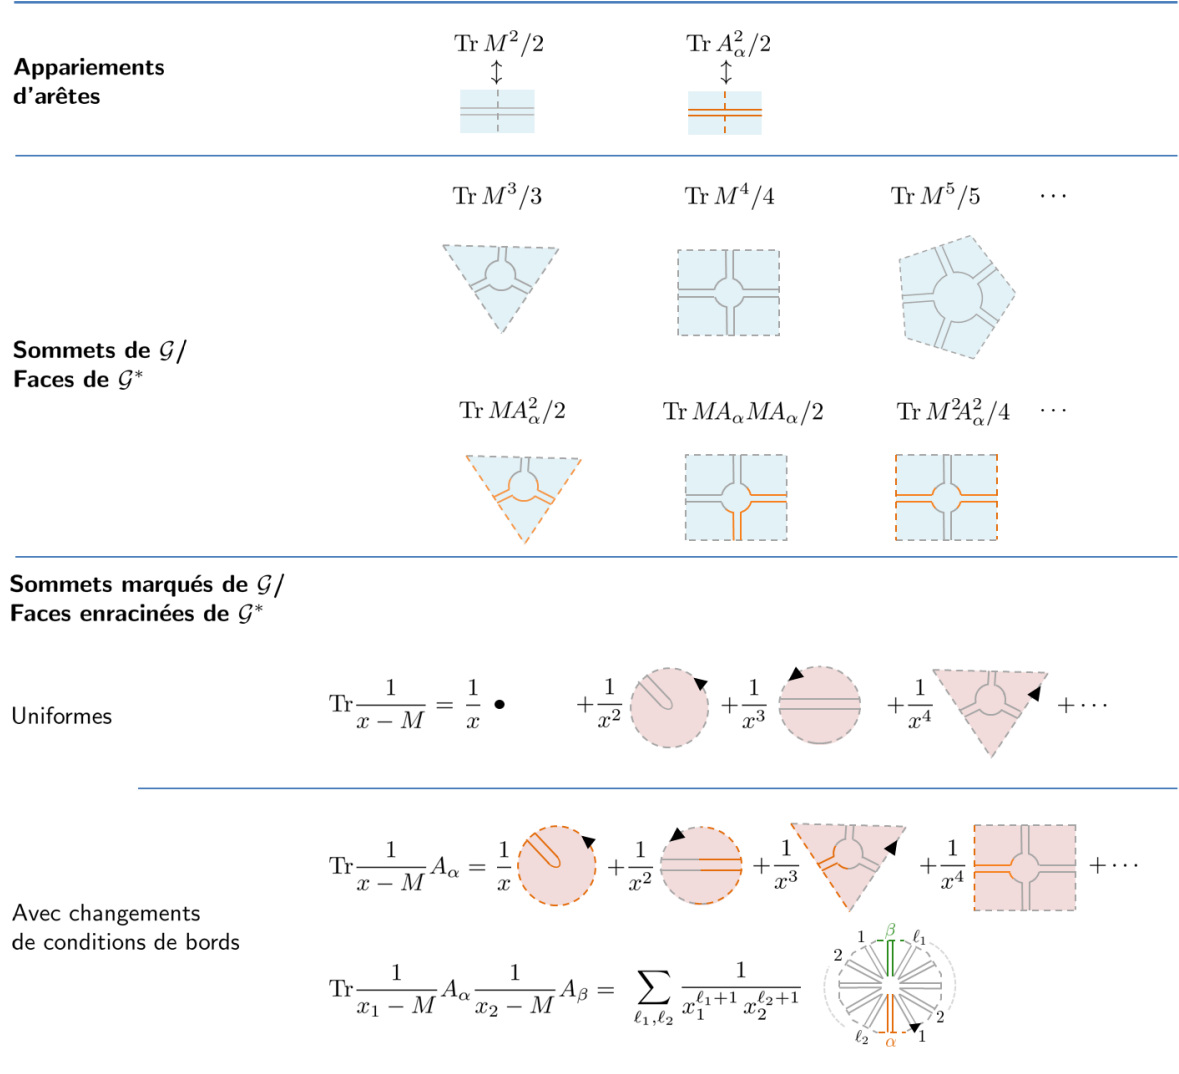 Tr M²/2 Tr A_α²/2
Appariements
d'arêtes
Tr M³/3 Tr M⁴/4 Tr M⁵/5 ···
Sommets de 𝒢/
Faces de 𝒢*
Tr MA_α²/2 Tr MA_αMA_α/2 Tr M²A_α²/4 ···
Sommets marqués de 𝒢/
Faces enracinées de 𝒢*
Uniformes
Tr 1/(x − M) = 1/x • + 1/x² + 1/x³ + 1/x⁴ + ···
Tr 1/(x − M) A_α = 1/x + 1/x² + 1/x³ + 1/x⁴ + ···
Avec changements
de conditions de bords
Tr 1/(x₁ − M) A_α 1/(x₂ − M) A_β = ∑_{ℓ₁,ℓ₂} 1/(x₁^{ℓ₁+1} x₂^{ℓ₂+1})
2 1 β ℓ₁
ℓ₂ α 1 2